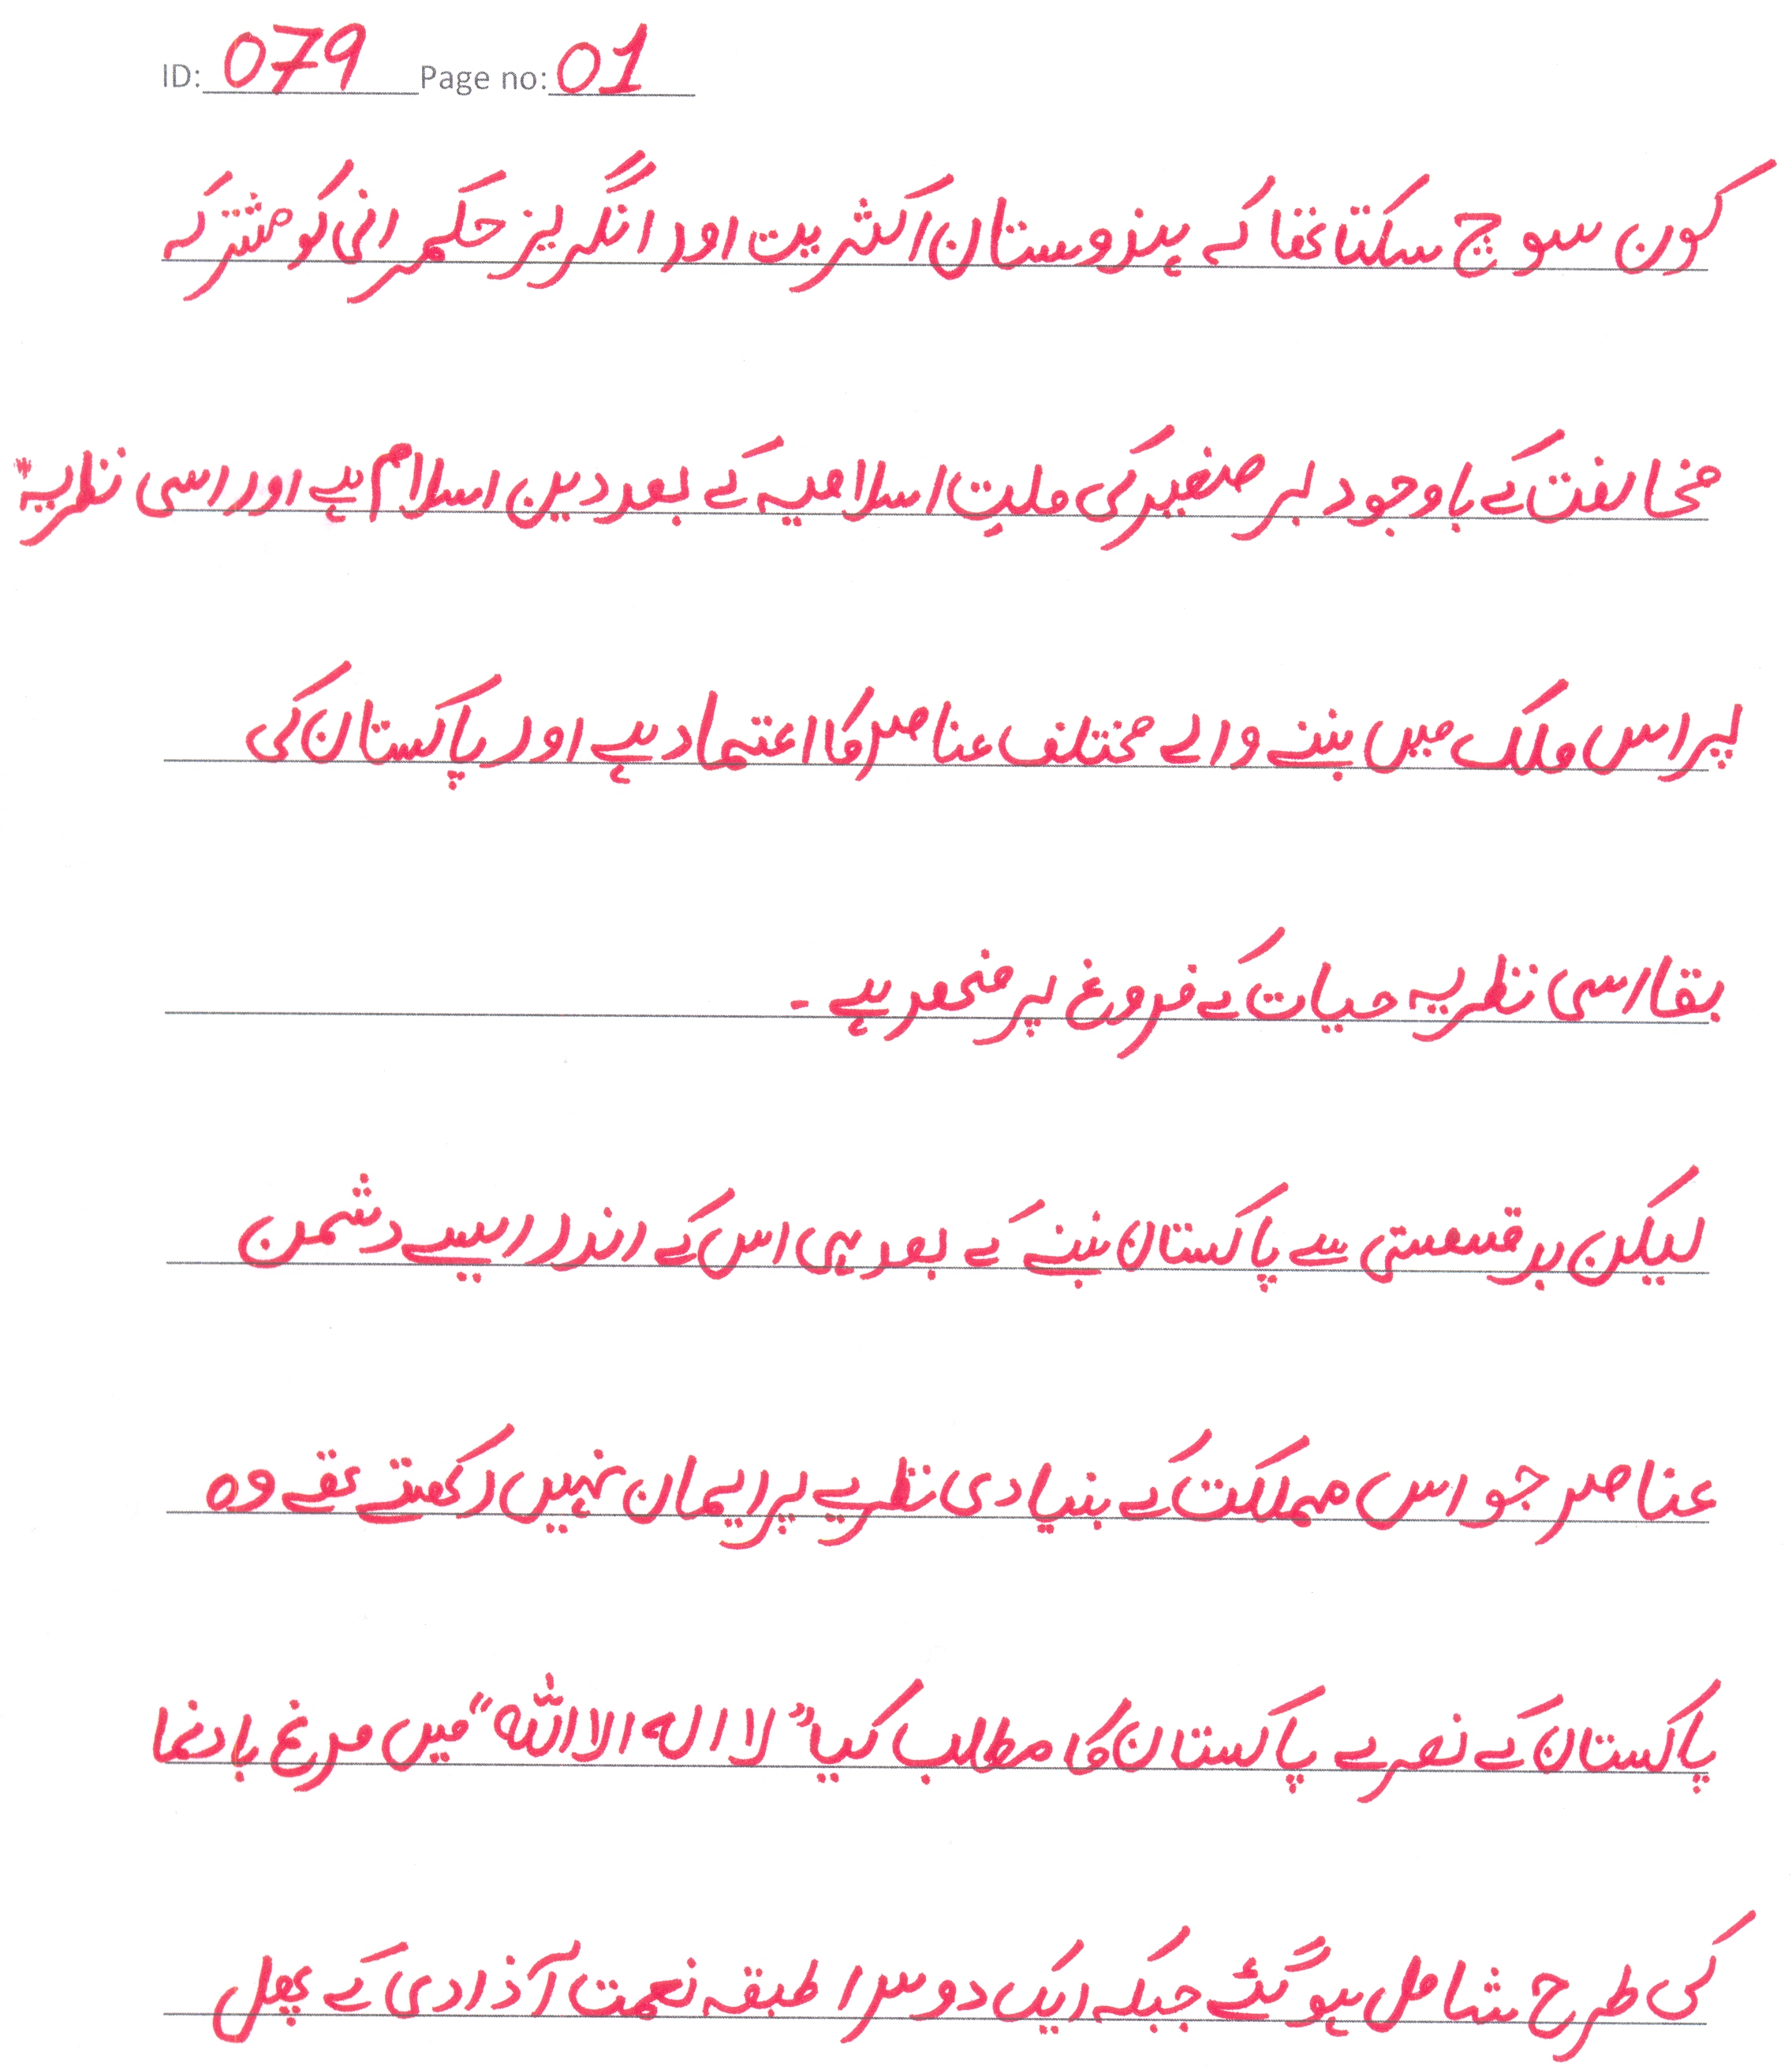 ID: 079 Page no: 01
کون سوچ سکتا تھا کہ ہندوستان اکثریت اور انگریز حکمرانی کو مشترکہ
مخالفت کے باوجود برصغیر کی ملت اسلامیہ کے بعد دین اسلام ہے اور اسی نظریہ
پر اس ملک میں بننے والے مختلف عناصر کا اعتماد ہے اور پاکستان کی
بقا اسی نظریہ حیات کے فروغ پر منحصر ہے ۔
لیکن بدقسمتی سے پاکستان بننے کے بعد ہی اس کے اندر ایسے دشمن
عناصر جو اس مملکت کے بنیادی نظریے پر ایمان نہیں رکھتے تھے وہ
پاکستان کے نعرے پاکستان کا مطلب کیا "لا الہ الا اللہ" میں مرغ بادنما
کی طرح شامل ہو گئے جبکہ ایک دوسرا طبقہ نعمت آذادی کے پھل